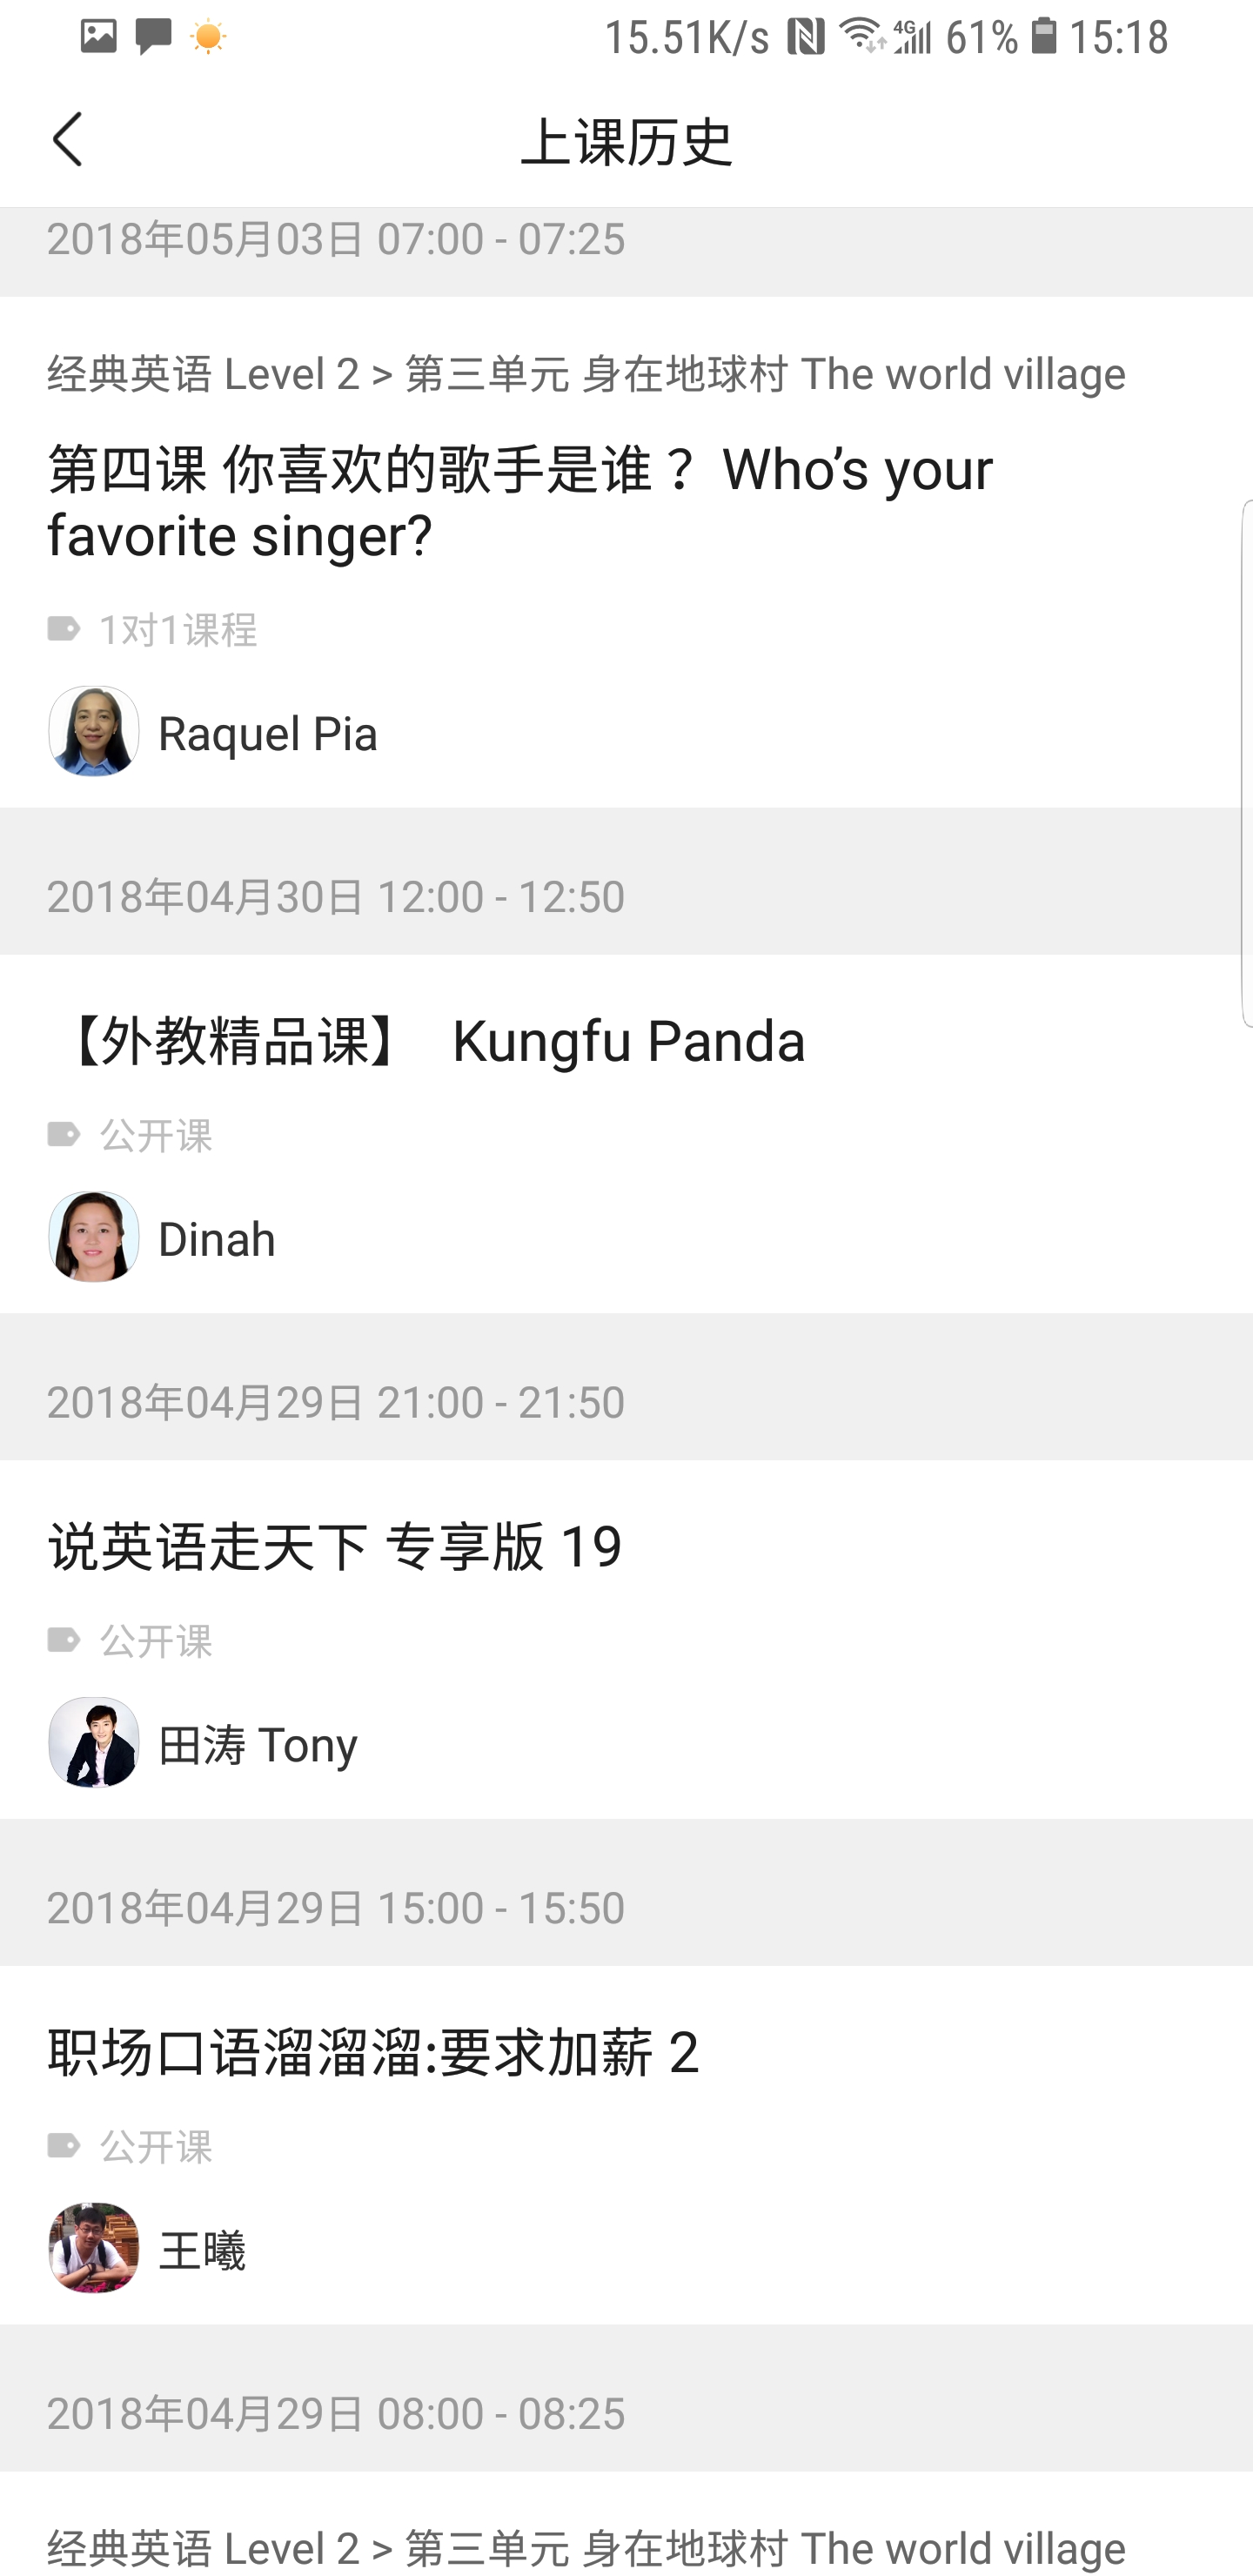 15.51K/s 4G 61% 15:18
上课历史
2018年05月03日 07:00 - 07:25
经典英语 Level 2 > 第三单元 身在地球村 The world village
第四课 你喜欢的歌手是谁？ Who’s your
favorite singer?
1对1课程
Raquel Pia
2018年04月30日 12:00 - 12:50
【外教精品课】 Kungfu Panda
公开课
Dinah
2018年04月29日 21:00 - 21:50
说英语走天下 专享版 19
公开课
田涛 Tony
2018年04月29日 15:00 - 15:50
职场口语溜溜溜:要求加薪 2
公开课
王曦
2018年04月29日 08:00 - 08:25
经典英语 Level 2 > 第三单元 身在地球村 The world village